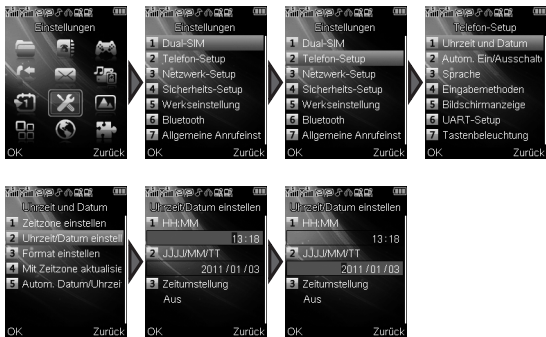 Einstellungen
OK Zurück
Einstellungen
1 Dual-SIM
2 Telefon-Setup
3 Netzwerk-Setup
4 Sicherheits-Setup
5 Werkseinstellung
6 Bluetooth
7 Allgemeine Anrufeinst
OK Zurück
Einstellungen
1 Dual-SIM
2 Telefon-Setup
3 Netzwerk-Setup
4 Sicherheits-Setup
5 Werkseinstellung
6 Bluetooth
7 Allgemeine Anrufeinst
OK Zurück
Telefon-Setup
1 Uhrzeit und Datum
2 Autom. Ein/Ausschalt
3 Sprache
4 Eingabemethoden
5 Bildschirmanzeige
6 UART-Setup
7 Tastenbeleuchtung
OK Zurück
Uhrzeit und Datum
1 Zeitzone einstellen
2 Uhrzeit/Datum einstell
3 Format einstellen
4 Mit Zeitzone aktualisie
5 Autom. Datum/Uhrzei
OK Zurück
Uhrzeit/Datum einstellen
1 HH:MM
13:18
2 JJJJ/MM/TT
2011/01/03
3 Zeitumstellung
Aus
OK Zurück
Uhrzeit/Datum einstellen
1 HH:MM
13:18
2 JJJJ/MM/TT
2011/01/03
3 Zeitumstellung
Aus
OK Zurück